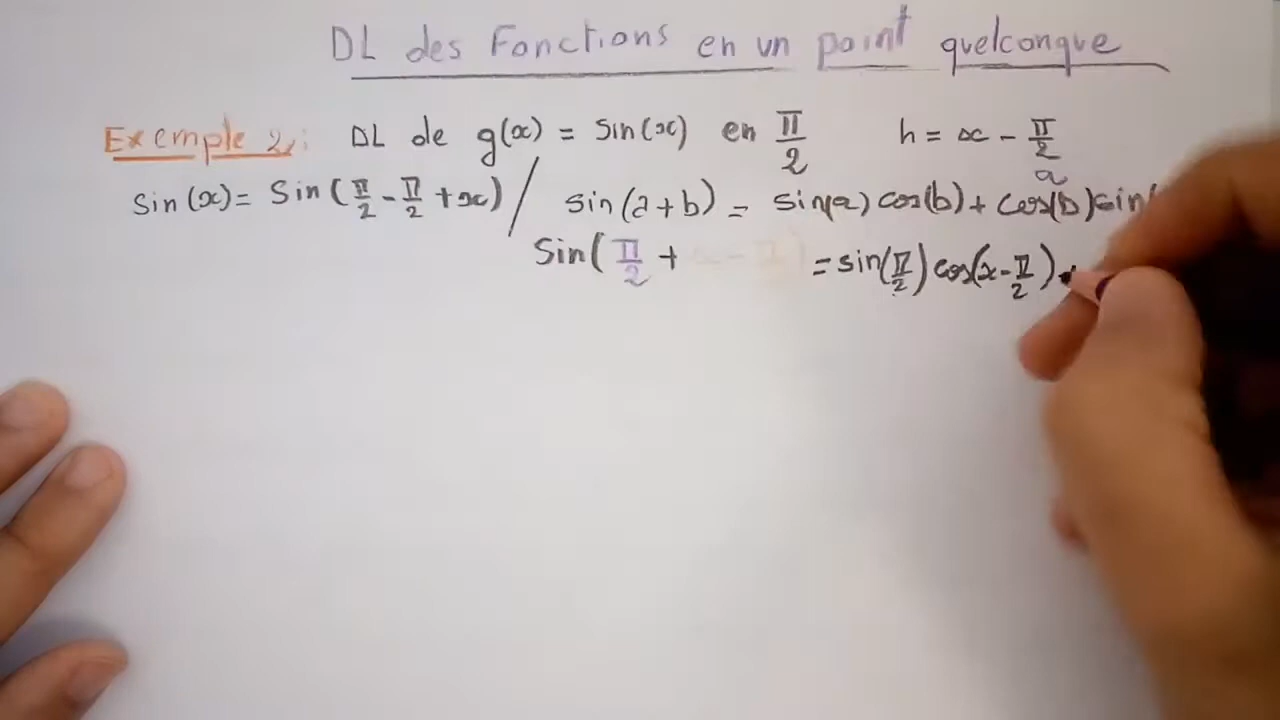 DL des Fonctions en un point quelconque
Exemple 2: DL de g(x) = sin(x) en π/2 h = x - π/2
a
sin(x) = sin(π/2 - π/2 + x) / sin(a+b) = sin(a) cos(b) + cos(b) sin(
sin(π/2 + = sin(π/2) cos(x - π/2) +